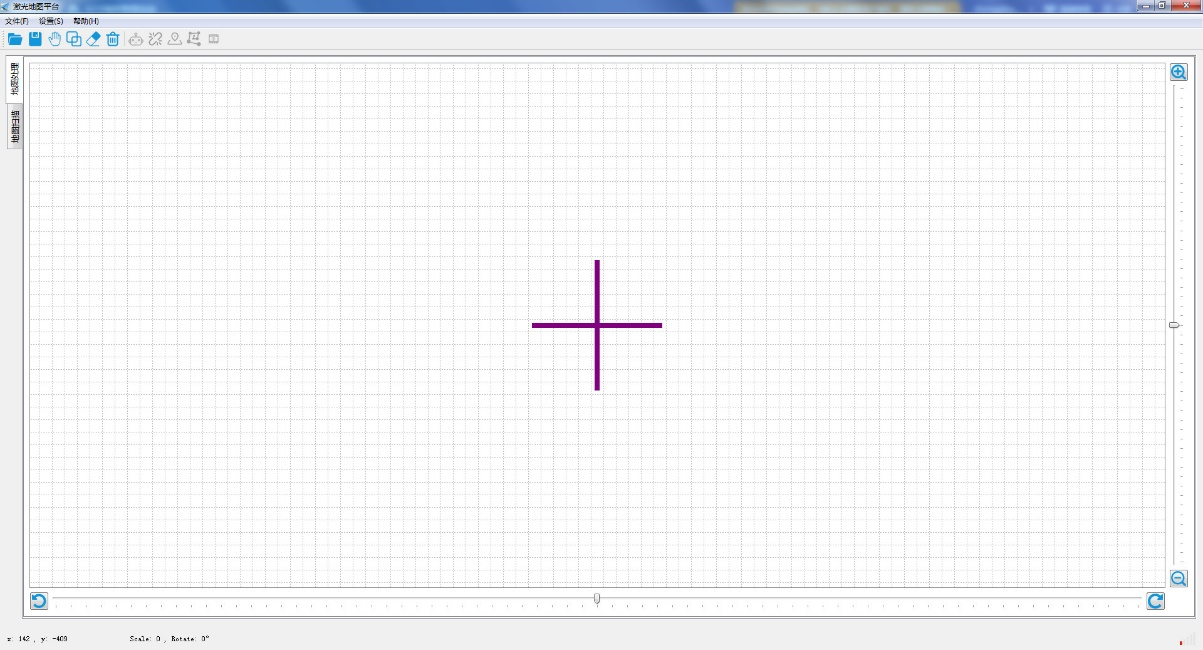 激光地图平台
文件(F) 设置(S) 帮助(H)
x: 142 , y: -409 Scale: 0 , Rotate: 0°